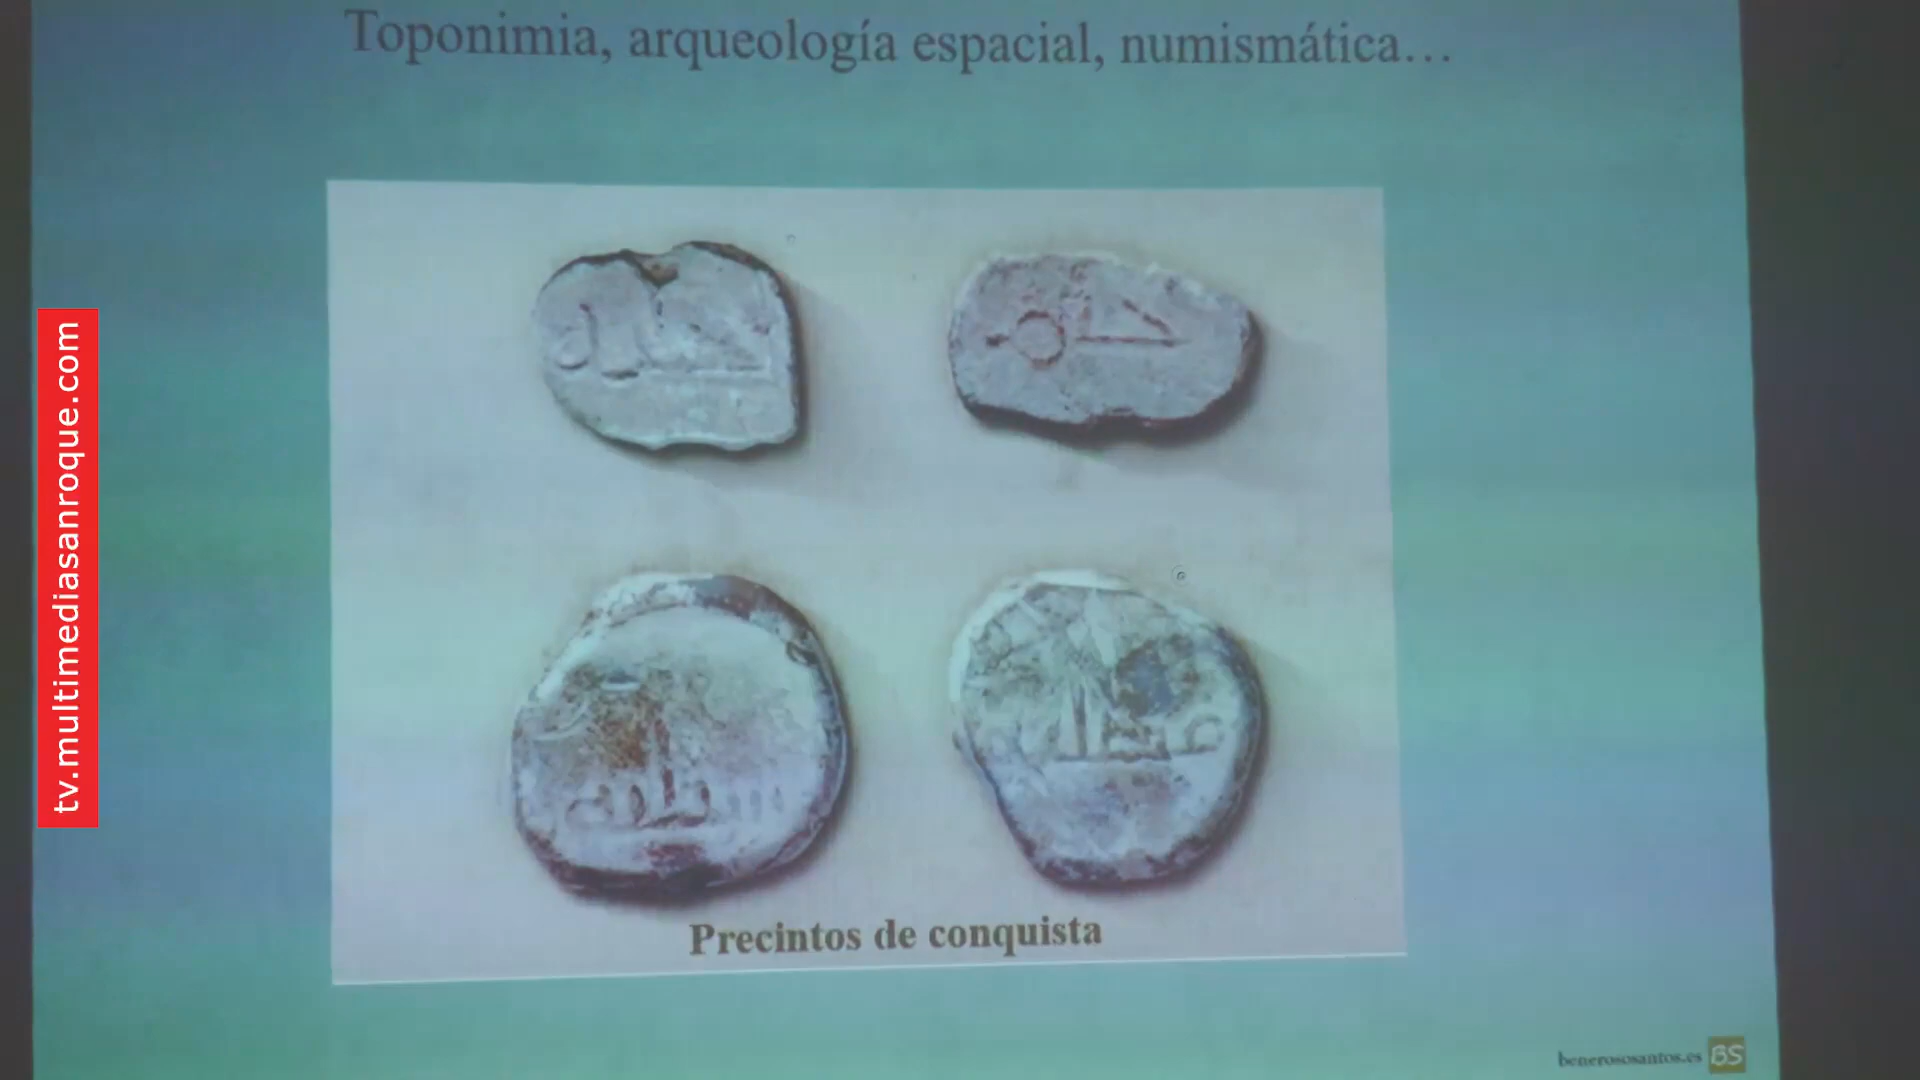 Toponimia, arqueología espacial, numismática…
tv.multimediasanroque.com
Precintos de conquista
benerososantos.es BS